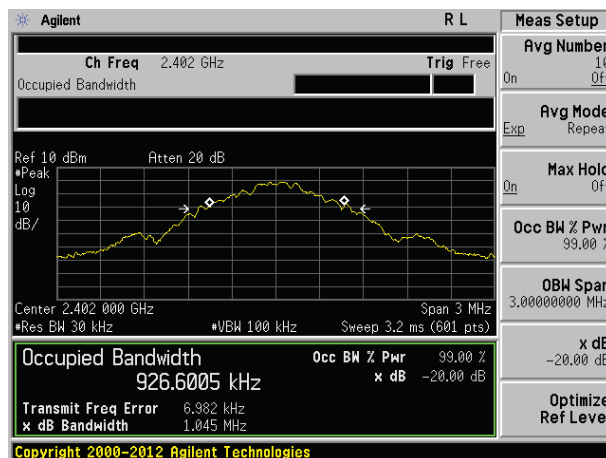 Agilent R L Meas Setup
Ch Freq 2.402 GHz Trig Free
Occupied Bandwidth
Avg Number
10
On Of
Avg Mode
Exp Repeat
Max Hold
On Of
Occ BW % Pwr
99.00 %
OBW Span
3.00000000 MHz
x dB
-20.00 dB
Optimize
Ref Level
Ref 10 dBm Atten 20 dB
#Peak
Log
10
dB/
Center 2.402 000 GHz Span 3 MHz
#Res BW 30 kHz #VBW 100 kHz Sweep 3.2 ms (601 pts)
Occupied Bandwidth Occ BW % Pwr 99.00 %
926.6005 kHz x dB -20.00 dB
Transmit Freq Error 6.982 kHz
x dB Bandwidth 1.045 MHz
Copyright 2000-2012 Agilent Technologies